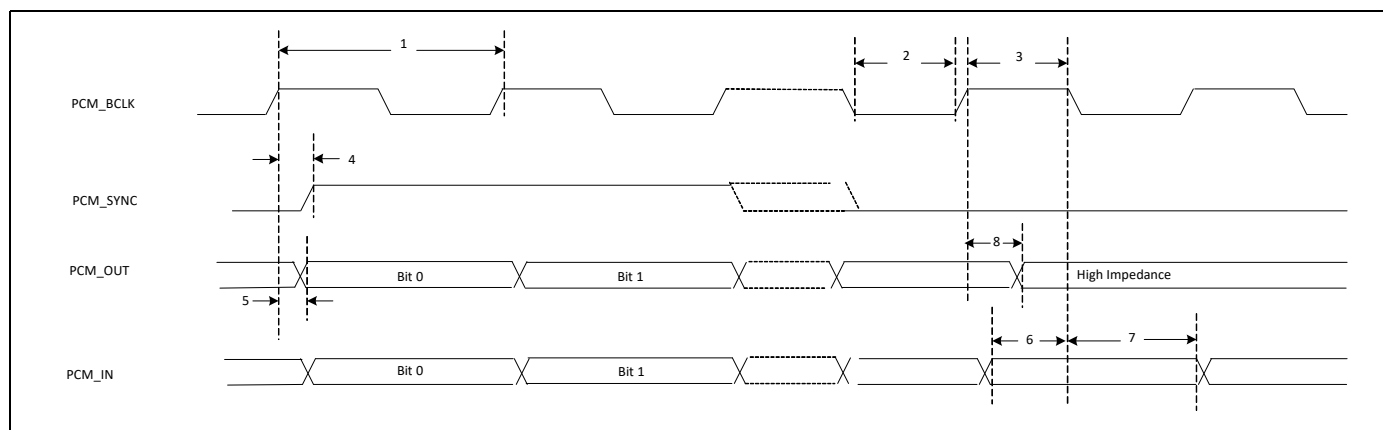 1
2
3
PCM_BCLK
4
PCM_SYNC
8
PCM_OUT
Bit 0
Bit 1
High Impedance
5
6
7
PCM_IN
Bit 0
Bit 1